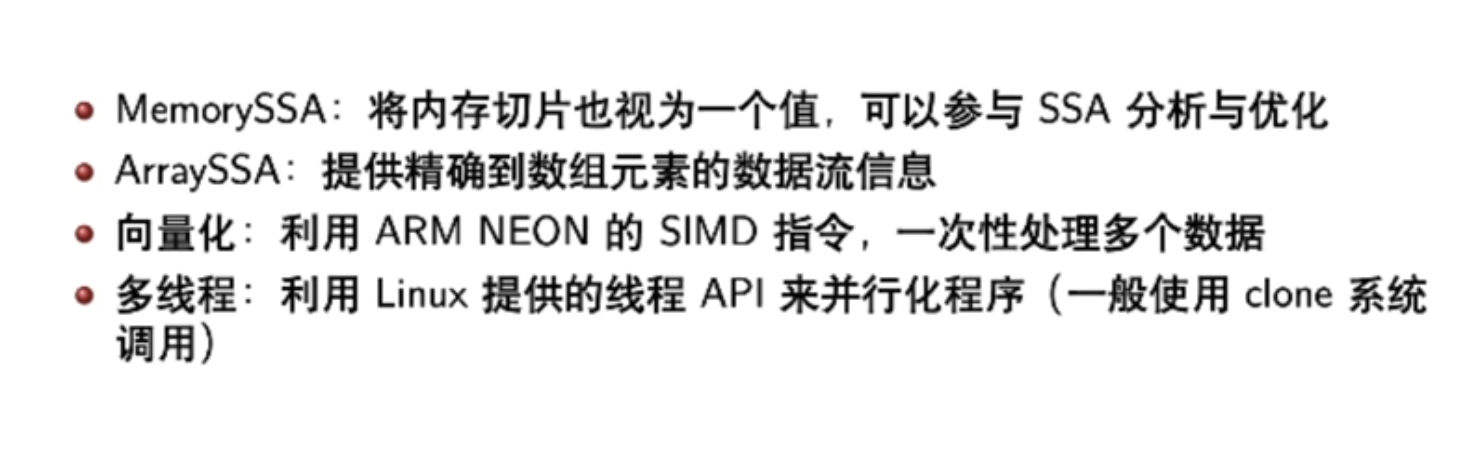 MemorySSA：将内存切片也视为一个值，可以参与 SSA 分析与优化
ArraySSA：提供精确到数组元素的数据流信息
向量化：利用 ARM NEON 的 SIMD 指令，一次性处理多个数据
多线程：利用 Linux 提供的线程 API 来并行化程序（一般使用 clone 系统
调用）